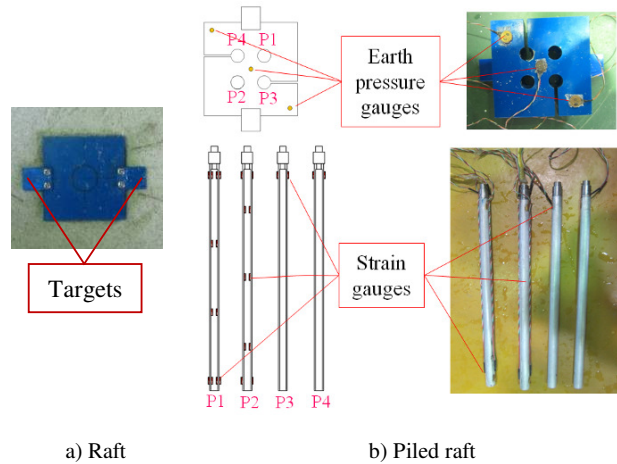 P4 P1
P2 P3
Earth
pressure
gauges
Targets
Strain
gauges
P1 P2 P3 P4
a) Raft
b) Piled raft